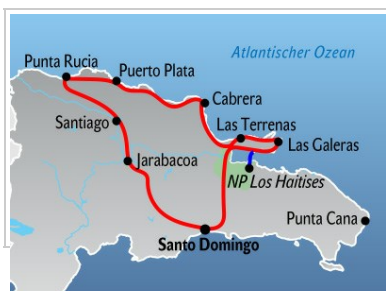 Atlantischer Ozean
Punta Rucia
Puerto Plata
Cabrera
Santiago
Las Terrenas
Las Galeras
Jarabacoa
NP Los Haitises
Punta Cana
Santo Domingo